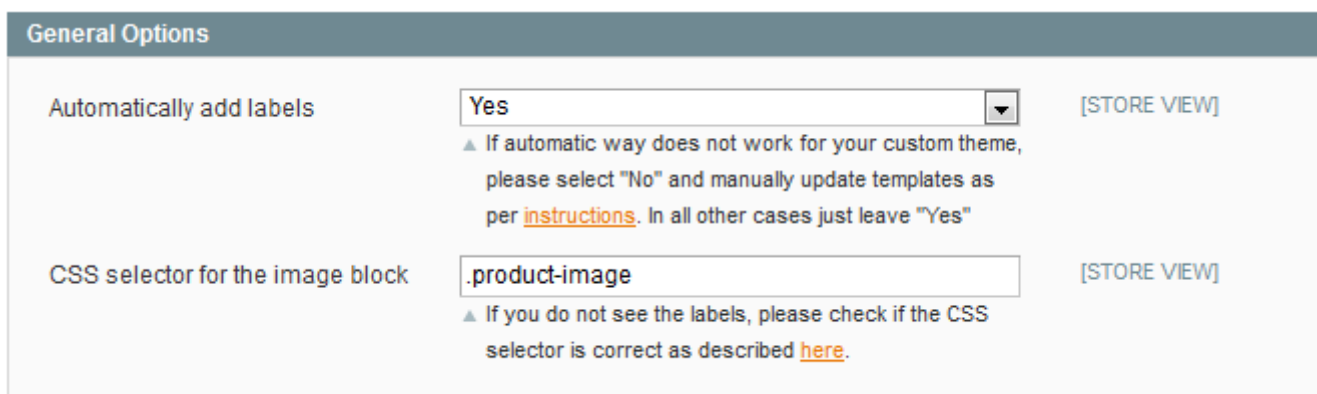 General Options
Automatically add labels
Yes
[STORE VIEW]
If automatic way does not work for your custom theme,
please select "No" and manually update templates as
per instructions. In all other cases just leave "Yes"
CSS selector for the image block
.product-image
[STORE VIEW]
If you do not see the labels, please check if the CSS
selector is correct as described here.